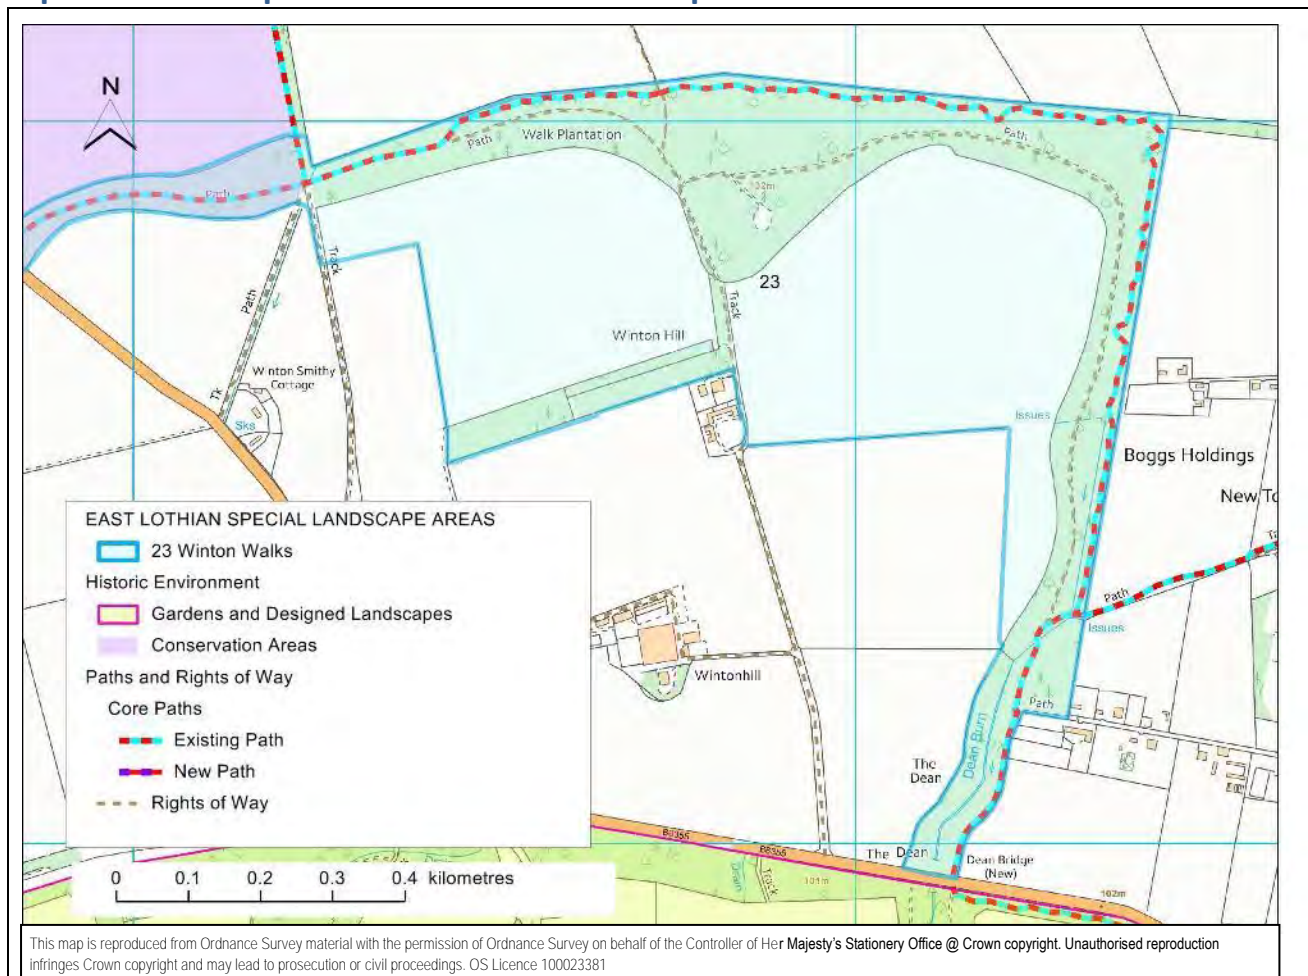 N
Path
Walk Plantation
Path
Path
102m
Track
Path
23
Track
Winton Hill
Winton Smithy
Cottage
Tk
Sks
Issues
Boggs Holdings
EAST LOTHIAN SPECIAL LANDSCAPE AREAS
23 Winton Walks
Historic Environment
Gardens and Designed Landscapes
Conservation Areas
Paths and Rights of Way
Core Paths
Existing Path
New Path
Rights of Way
Path
Issues
Wintonhill
Path
Dean Burn
The
Dean
B6355
B6355
The Dean
Dean Bridge
(New)
Drain
Track
101m
102m
0 0.1 0.2 0.3 0.4 kilometres
This map is reproduced from Ordnance Survey material with the permission of Ordnance Survey on behalf of the Controller of Her Majesty's Stationery Office @ Crown copyright. Unauthorised reproduction
infringes Crown copyright and may lead to prosecution or civil proceedings. OS Licence 100023381